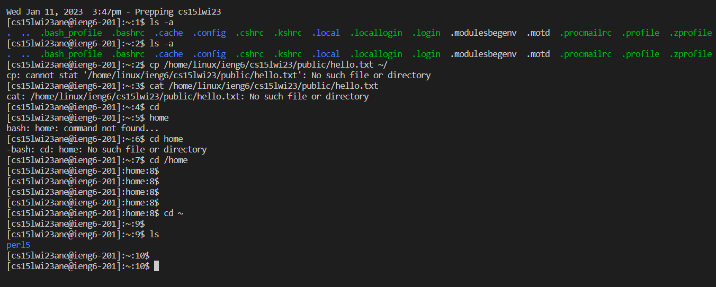 Wed Jan 11, 2023  3:47pm - Prepping cs15lwi23
[cs15lwi23ane@ieng6-201]:~:1$ ls -a
.  ..  .bash_profile  .bashrc  .cache  .config  .cshrc  .kshrc  .local  .locallogin  .login  .modulesbegenv  .motd  .procmailrc  .profile  .zprofile
[cs15lwi23ane@ieng6-201]:~:2$ ls -a
.  ..  .bash_profile  .bashrc  .cache  .config  .cshrc  .kshrc  .local  .locallogin  .login  .modulesbegenv  .motd  .procmailrc  .profile  .zprofile
[cs15lwi23ane@ieng6-201]:~:2$ cp /home/linux/ieng6/cs15lwi23/public/hello.txt ~/
cp: cannot stat '/home/linux/ieng6/cs15lwi23/public/hello.txt': No such file or directory
[cs15lwi23ane@ieng6-201]:~:3$ cat /home/linux/ieng6/cs15lwi23/public/hello.txt
cat: /home/linux/ieng6/cs15lwi23/public/hello.txt: No such file or directory
[cs15lwi23ane@ieng6-201]:~:4$ cd
[cs15lwi23ane@ieng6-201]:~:5$ home
bash: home: command not found...
[cs15lwi23ane@ieng6-201]:~:6$ cd home
-bash: cd: home: No such file or directory
[cs15lwi23ane@ieng6-201]:~:7$ cd /home
[cs15lwi23ane@ieng6-201]:home:8$
[cs15lwi23ane@ieng6-201]:home:8$
[cs15lwi23ane@ieng6-201]:home:8$
[cs15lwi23ane@ieng6-201]:home:8$
[cs15lwi23ane@ieng6-201]:home:8$ cd ~
[cs15lwi23ane@ieng6-201]:~:9$
[cs15lwi23ane@ieng6-201]:~:9$ ls
perl5
[cs15lwi23ane@ieng6-201]:~:10$
[cs15lwi23ane@ieng6-201]:~:10$